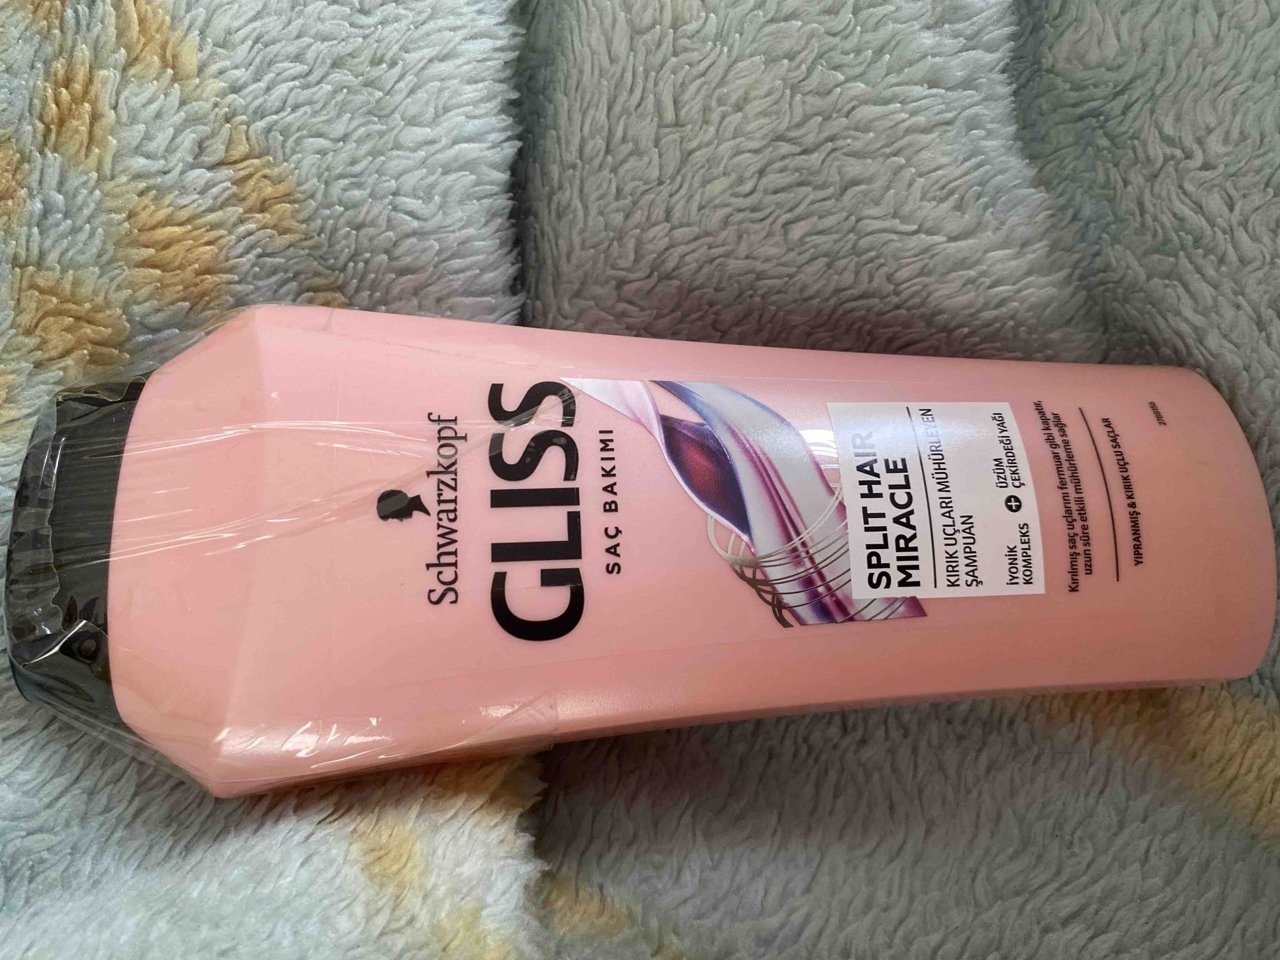 Schwarzkopf
GLISS
SAÇ BAKIMI
SPLIT HAIR
MIRACLE
KIRIK UÇLARI MÜHÜRLEYEN
ŞAMPUAN
İYONİK
KOMPLEKS + ÜZÜM
ÇEKİRDEĞİ YAĞI
Kırılmış saç uçlarını fermuar gibi kapatır,
uzun süre etkili mühürleme sağlar
YIPRANMIŞ & KIRIK UÇLU SAÇLAR